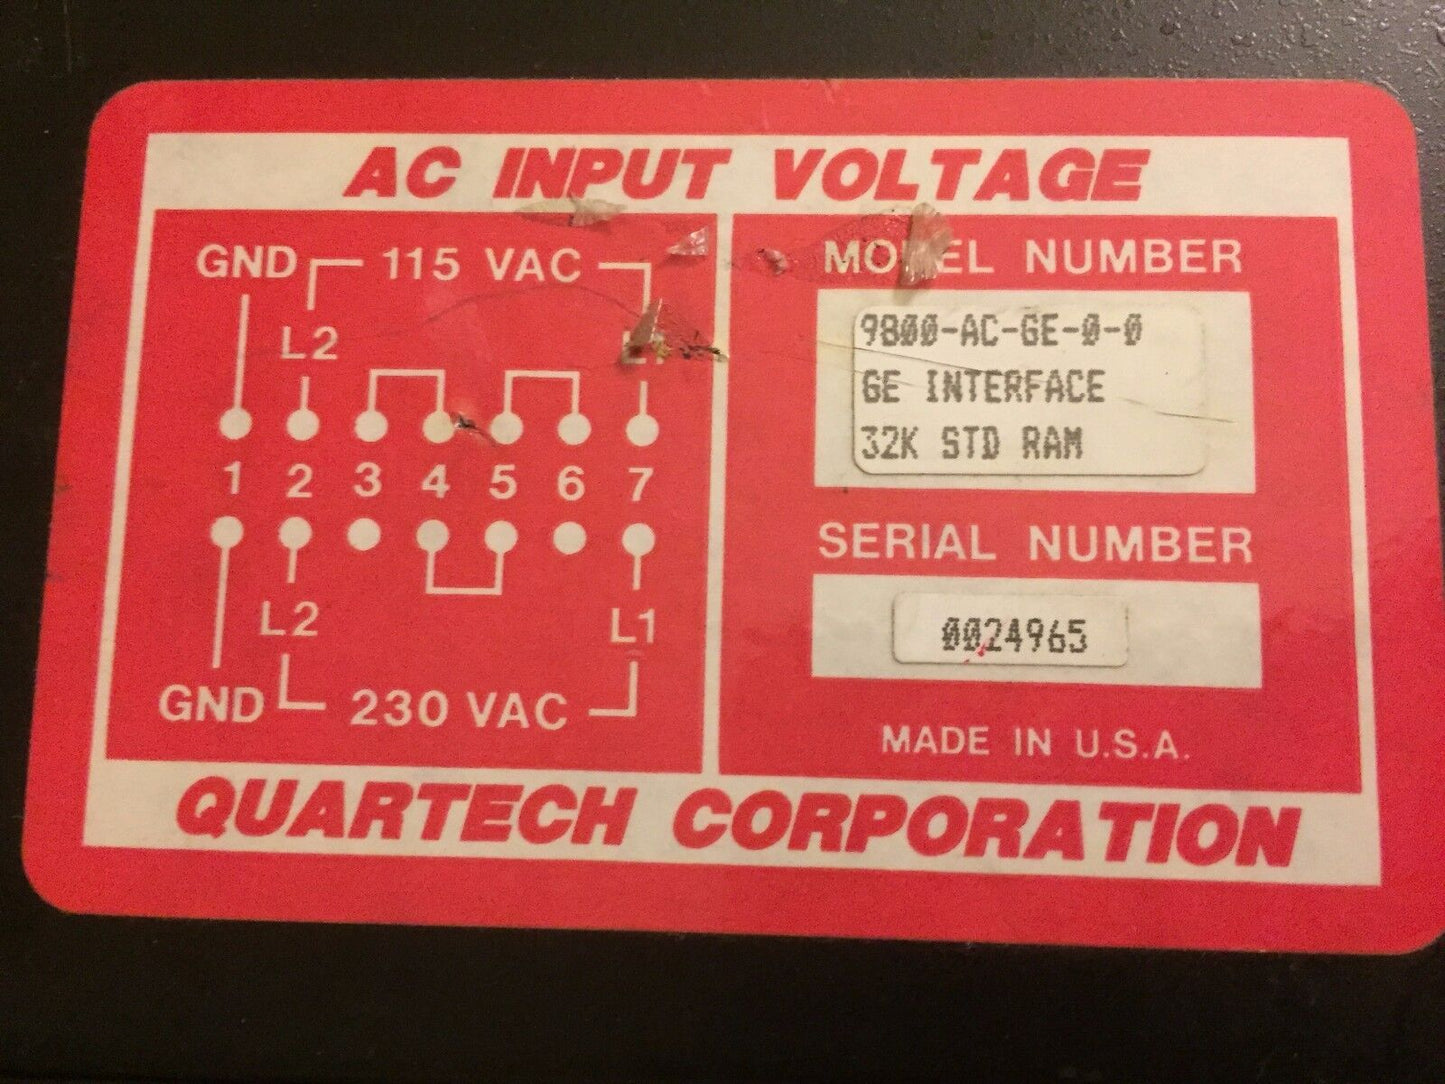 AC INPUT VOLTAGE
GND 115 VAC
L2
1 2 3 4 5 6 7
L2 L1
GND 230 VAC
NUMBER
9800-AC-GE-0-0
GE INTERFACE
32K STD RAM
SERIAL NUMBER
0024965
MADE IN U.S.A.
QUARTECH CORPORATION